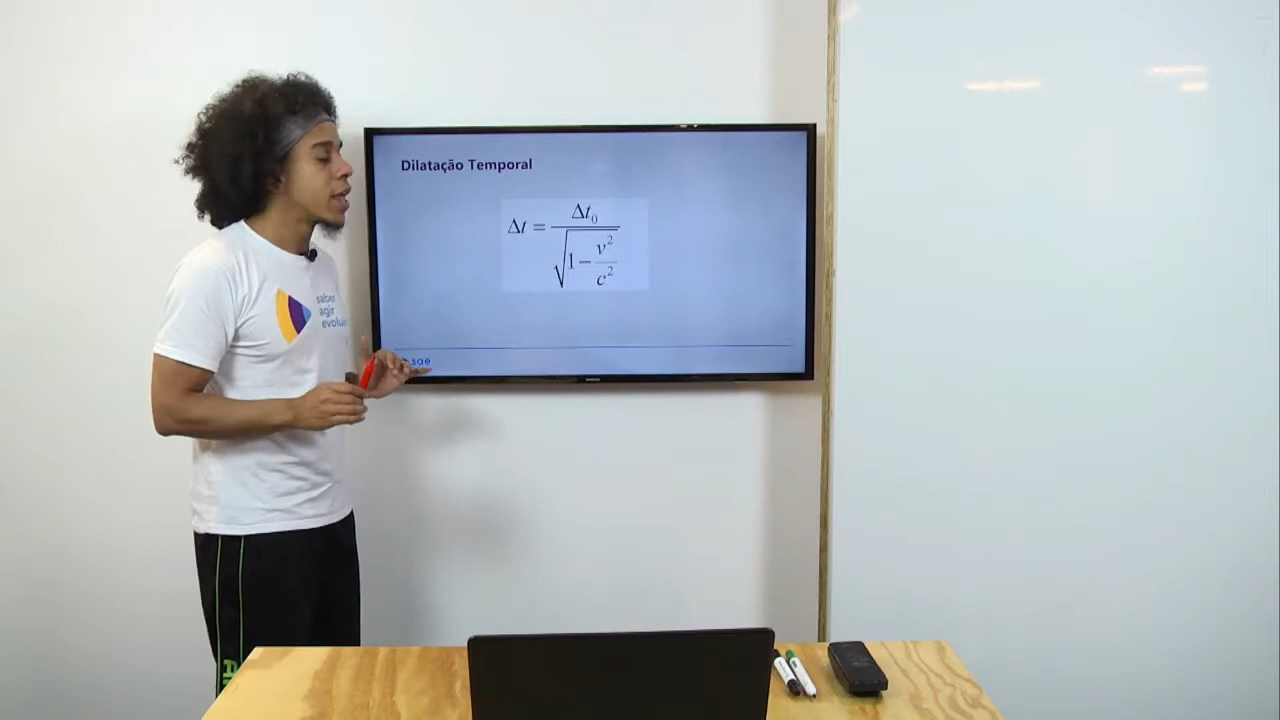 Dilatação Temporal
Δt = Δt₀ / √(1 − v²/c²)
sae
saber
agir
evoluir